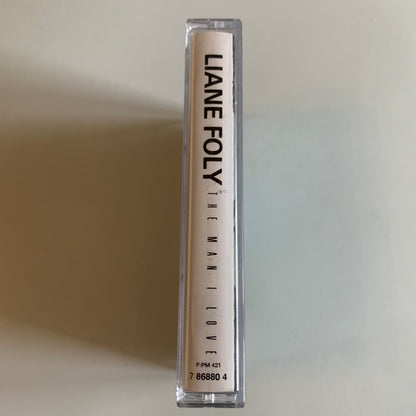 LIANE FOLY
THE MAN I LOVE
F:PM 421
7 86880 4